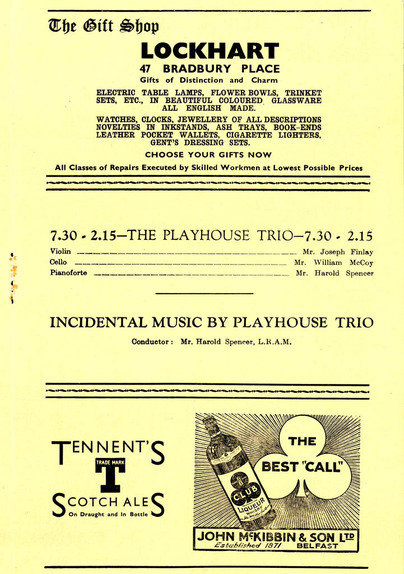 The Gift Shop
LOCKHART
47 BRADBURY PLACE
Gifts of Distinction and Charm
ELECTRIC TABLE LAMPS, FLOWER BOWLS, TRINKET
SETS, ETC., IN BEAUTIFUL COLOURED GLASSWARE
ALL ENGLISH MADE.
WATCHES, CLOCKS, JEWELLERY OF ALL DESCRIPTIONS
NOVELTIES IN INKSTANDS, ASH TRAYS, BOOK-ENDS
LEATHER POCKET WALLETS, CIGARETTE LIGHTERS,
GENT'S DRESSING SETS.
CHOOSE YOUR GIFTS NOW
All Classes of Repairs Executed by Skilled Workmen at Lowest Possible Prices
7.30 - 2.15—THE PLAYHOUSE TRIO—7.30 - 2.15
Violin Mr. Joseph Finlay
Cello Mr. William McCoy
Pianoforte Mr. Harold Spencer
INCIDENTAL MUSIC BY PLAYHOUSE TRIO
Conductor: Mr. Harold Spencer, L.R.A.M.
TENNENT'S
TRADE MARK
T
SCOTCH ALES
On Draught and in Bottle
THE
BEST "CALL"
CLUB
LIQUEUR
JOHN McKIBBIN & SON LTD
Established 1871 BELFAST